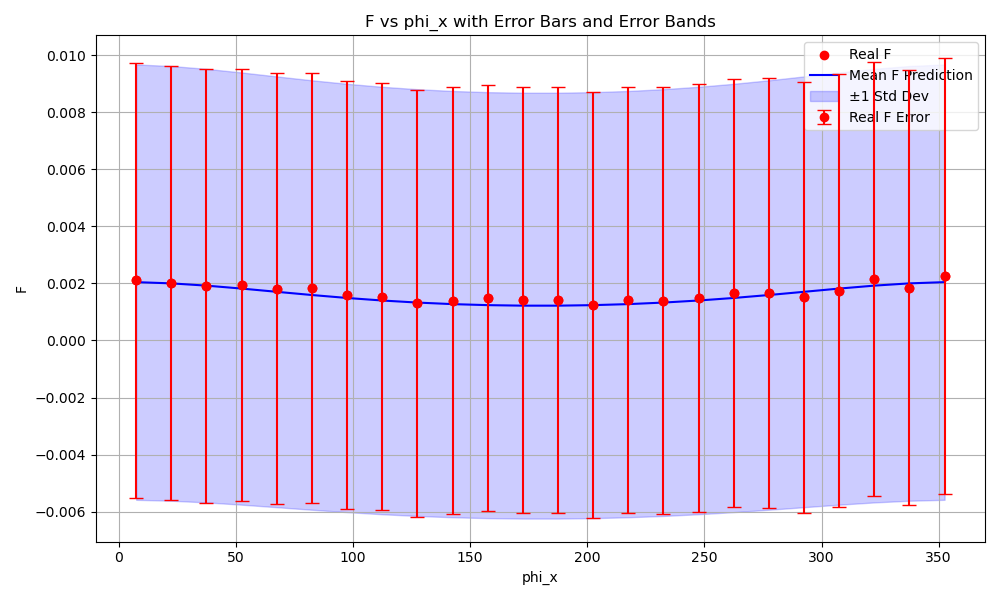 F vs phi_x with Error Bars and Error Bands
Real F
Mean F Prediction
±1 Std Dev
Real F Error
F
0.010
0.008
0.006
0.004
0.002
0.000
−0.002
−0.004
−0.006
0 50 100 150 200 250 300 350
phi_x